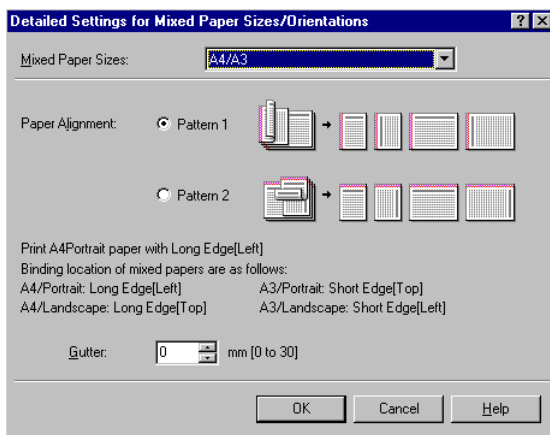 Detailed Settings for Mixed Paper Sizes/Orientations
Mixed Paper Sizes: A4/A3
Paper Alignment: Pattern 1
Pattern 2
Print A4Portrait paper with Long Edge[Left]
Binding location of mixed papers are as follows:
A4/Portrait: Long Edge[Left] A3/Portrait: Short Edge[Top]
A4/Landscape: Long Edge[Top] A3/Landscape: Short Edge[Left]
Gutter: 0 mm [0 to 30]
OK Cancel Help